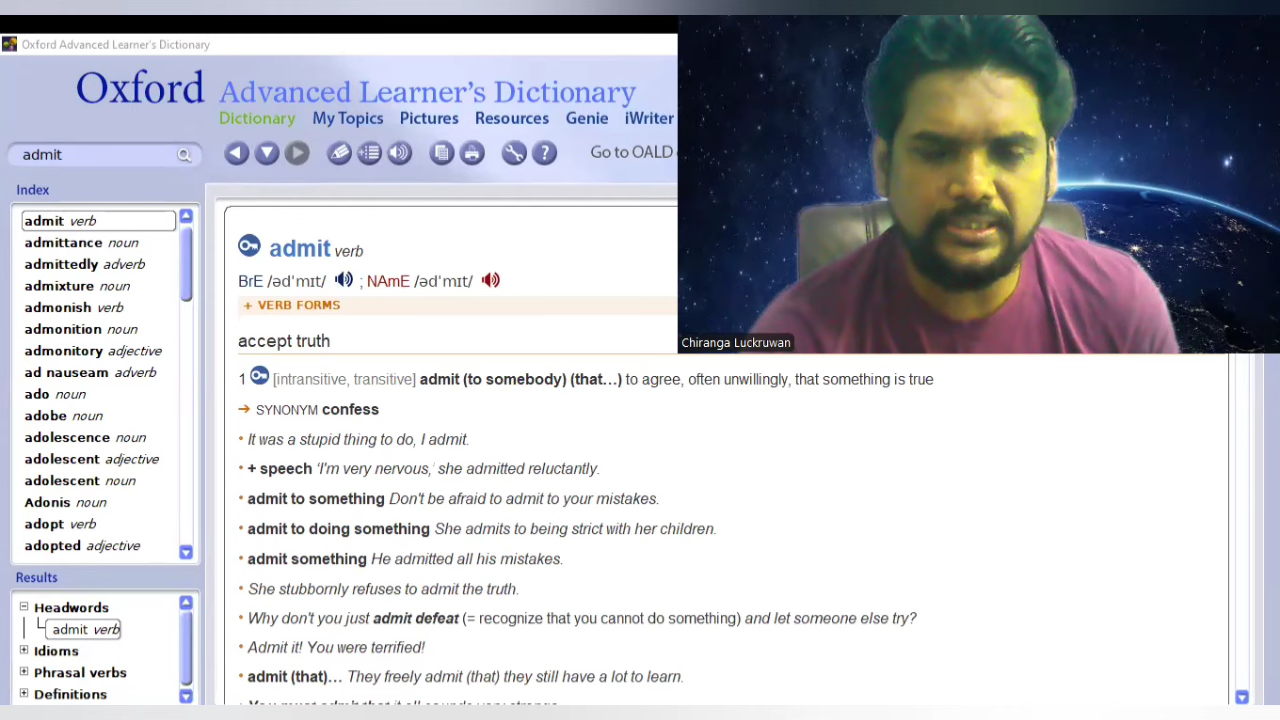 Oxford Advanced Learner's Dictionary
Oxford Advanced Learner's Dictionary
Dictionary My Topics Pictures Resources Genie iWriter
admit
Go to OALD
Index
admit verb
admittance noun
admittedly adverb
admixture noun
admonish verb
admonition noun
admonitory adjective
ad nauseam adverb
ado noun
adobe noun
adolescence noun
adolescent adjective
adolescent noun
Adonis noun
adopt verb
adopted adjective
Results
Headwords
admit verb
Idioms
Phrasal verbs
Definitions
admit verb
BrE /ədˈmɪt/ ; NAmE /ədˈmɪt/
+ VERB FORMS
accept truth
1 [intransitive, transitive] admit (to somebody) (that…) to agree, often unwillingly, that something is true
➔ SYNONYM confess
• It was a stupid thing to do, I admit.
• + speech ‘I'm very nervous,’ she admitted reluctantly.
• admit to something Don't be afraid to admit to your mistakes.
• admit to doing something She admits to being strict with her children.
• admit something He admitted all his mistakes.
• She stubbornly refuses to admit the truth.
• Why don't you just admit defeat (= recognize that you cannot do something) and let someone else try?
• Admit it! You were terrified!
• admit (that)… They freely admit (that) they still have a lot to learn.
Chiranga Luckruwan